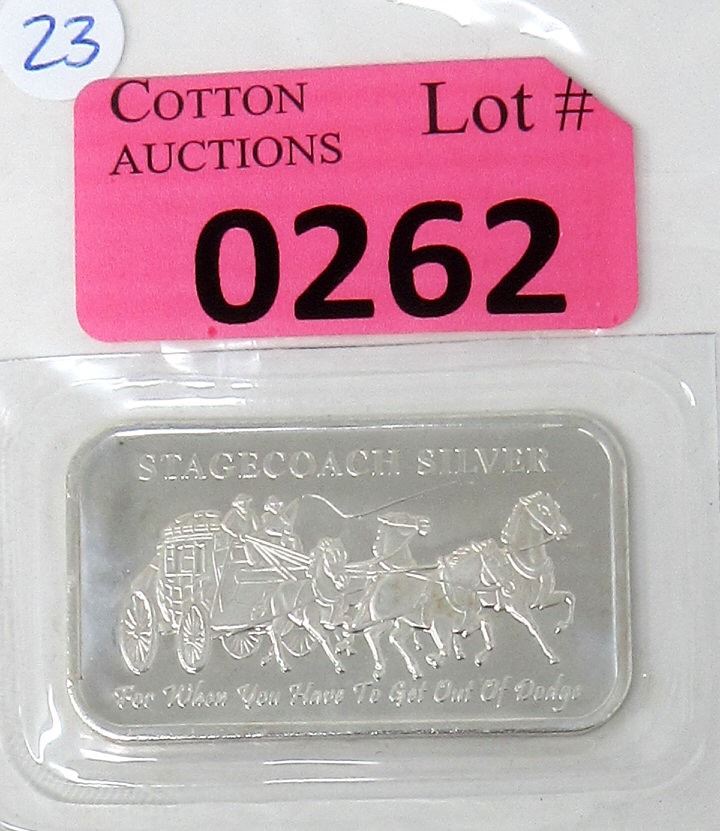 23
COTTON
AUCTIONS
Lot #
0262
STAGECOACH SILVER
For When You Have To Get Out Of Dodge